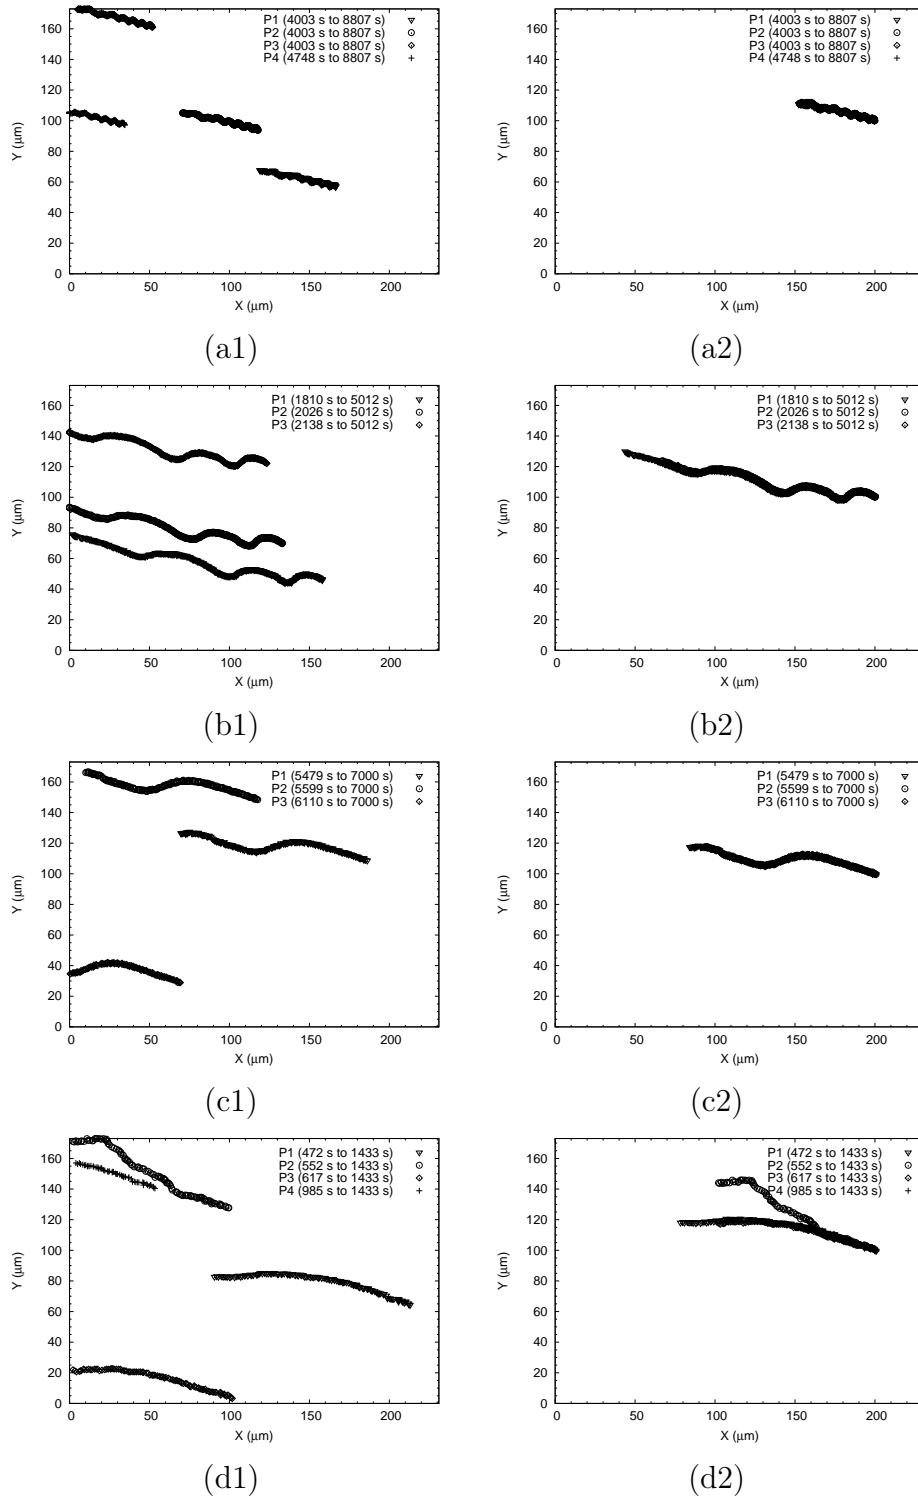 P1 (4003 s to 8807 s)
P2 (4003 s to 8807 s)
P3 (4003 s to 8807 s)
P4 (4748 s to 8807 s)
160
140
120
100
80
60
40
20
0
Y (μm)
0 50 100 150 200
X (μm)
(a1)
P1 (4003 s to 8807 s)
P2 (4003 s to 8807 s)
P3 (4003 s to 8807 s)
P4 (4748 s to 8807 s)
160
140
120
100
80
60
40
20
0
Y (μm)
0 50 100 150 200
X (μm)
(a2)
P1 (1810 s to 5012 s)
P2 (2026 s to 5012 s)
P3 (2138 s to 5012 s)
160
140
120
100
80
60
40
20
0
Y (μm)
0 50 100 150 200
X (μm)
(b1)
P1 (1810 s to 5012 s)
P2 (2026 s to 5012 s)
P3 (2138 s to 5012 s)
160
140
120
100
80
60
40
20
0
Y (μm)
0 50 100 150 200
X (μm)
(b2)
P1 (5479 s to 7000 s)
P2 (5599 s to 7000 s)
P3 (6110 s to 7000 s)
160
140
120
100
80
60
40
20
0
Y (μm)
0 50 100 150 200
X (μm)
(c1)
P1 (5479 s to 7000 s)
P2 (5599 s to 7000 s)
P3 (6110 s to 7000 s)
160
140
120
100
80
60
40
20
0
Y (μm)
0 50 100 150 200
X (μm)
(c2)
P1 (472 s to 1433 s)
P2 (552 s to 1433 s)
P3 (617 s to 1433 s)
P4 (985 s to 1433 s)
160
140
120
100
80
60
40
20
0
Y (μm)
0 50 100 150 200
X (μm)
(d1)
P1 (472 s to 1433 s)
P2 (552 s to 1433 s)
P3 (617 s to 1433 s)
P4 (985 s to 1433 s)
160
140
120
100
80
60
40
20
0
Y (μm)
0 50 100 150 200
X (μm)
(d2)